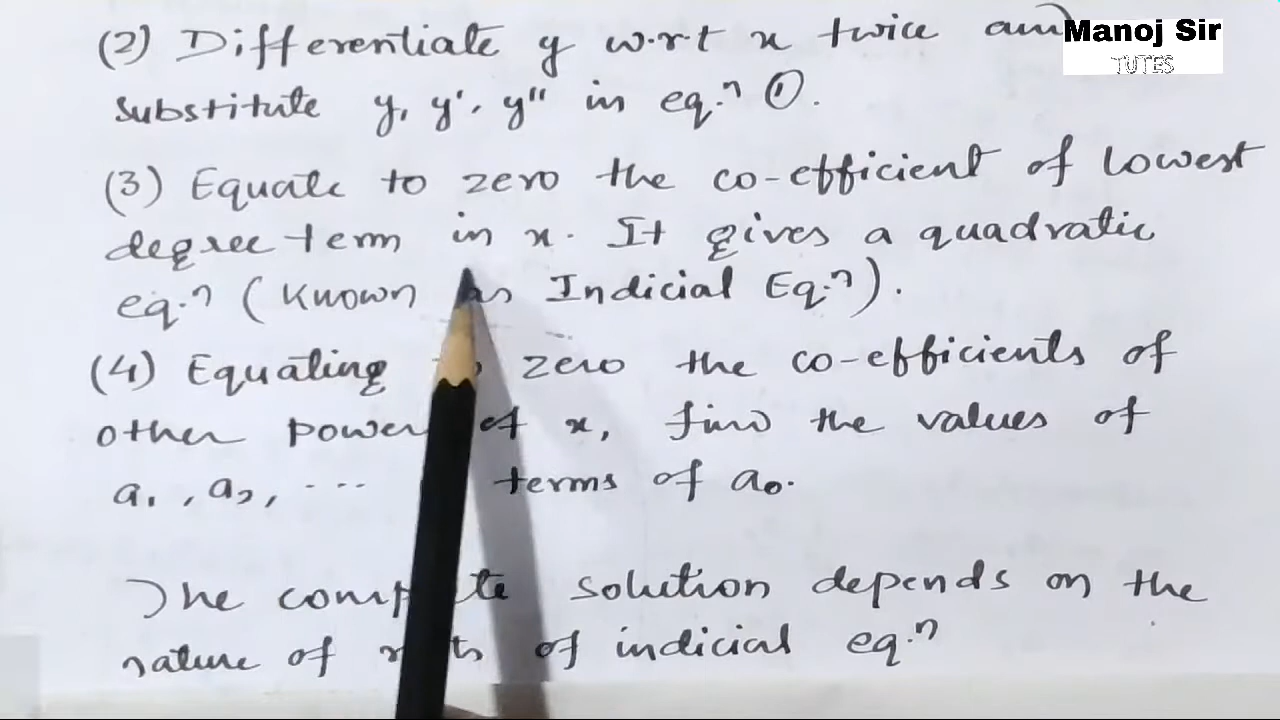 (2) Differentiate y w.r.t x twice and
Manoj Sir
TUTES
substitute y, y', y'' in eq.n ①.
(3) Equate to zero the co-efficient of lowest
degree term in x. It gives a quadratic
eq.n (Known as Indicial Eq.n).
(4) Equating zero the co-efficients of
other power of x, find the values of
a1, a2, ... terms of a0.
The complete solution depends on the
nature of roots of indicial eq.n